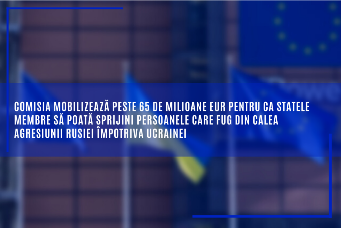 COMISIA MOBILIZEAZĂ PESTE 65 DE MILIOANE EUR PENTRU CA STATELE
MEMBRE SĂ POATĂ SPRIJINI PERSOANELE CARE FUG DIN CALEA
AGRESIUNII RUSIEI ÎMPOTRIVA UCRAINEI